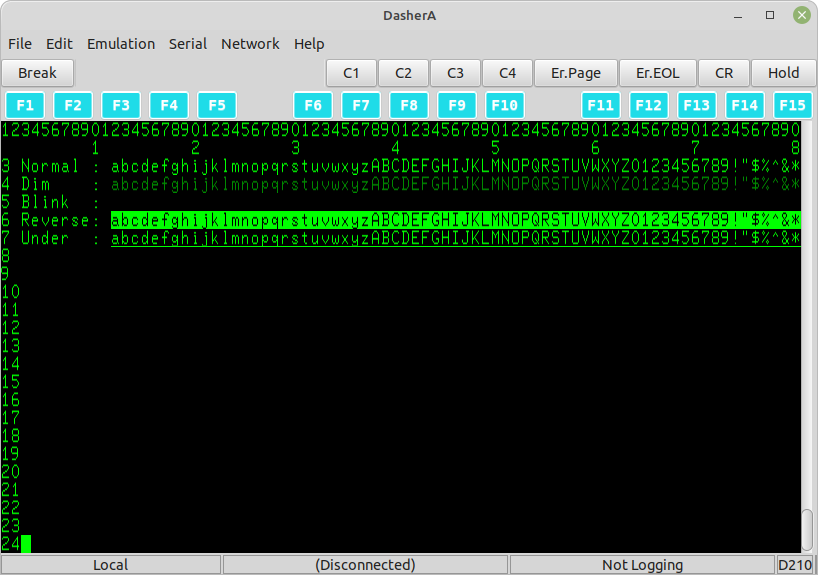 DasherA
File Edit Emulation Serial Network Help
Break C1 C2 C3 C4 Er.Page Er.EOL CR Hold
F1 F2 F3 F4 F5 F6 F7 F8 F9 F10 F11 F12 F13 F14 F15
12345678901234567890123456789012345678901234567890123456789012345678901234567890
         1         2         3         4         5         6         7         8
3 Normal : abcdefghijklmnopqrstuvwxyzABCDEFGHIJKLMNOPQRSTUVWXYZ0123456789!"$%^&*
4 Dim    : abcdefghijklmnopqrstuvwxyzABCDEFGHIJKLMNOPQRSTUVWXYZ0123456789!"$%^&*
5 Blink  :
6 Reverse: abcdefghijklmnopqrstuvwxyzABCDEFGHIJKLMNOPQRSTUVWXYZ0123456789!"$%^&*
7 Under  : abcdefghijklmnopqrstuvwxyzABCDEFGHIJKLMNOPQRSTUVWXYZ0123456789!"$%^&*
8
9
10
11
12
13
14
15
16
17
18
19
20
21
22
23
24
Local (Disconnected) Not Logging D210